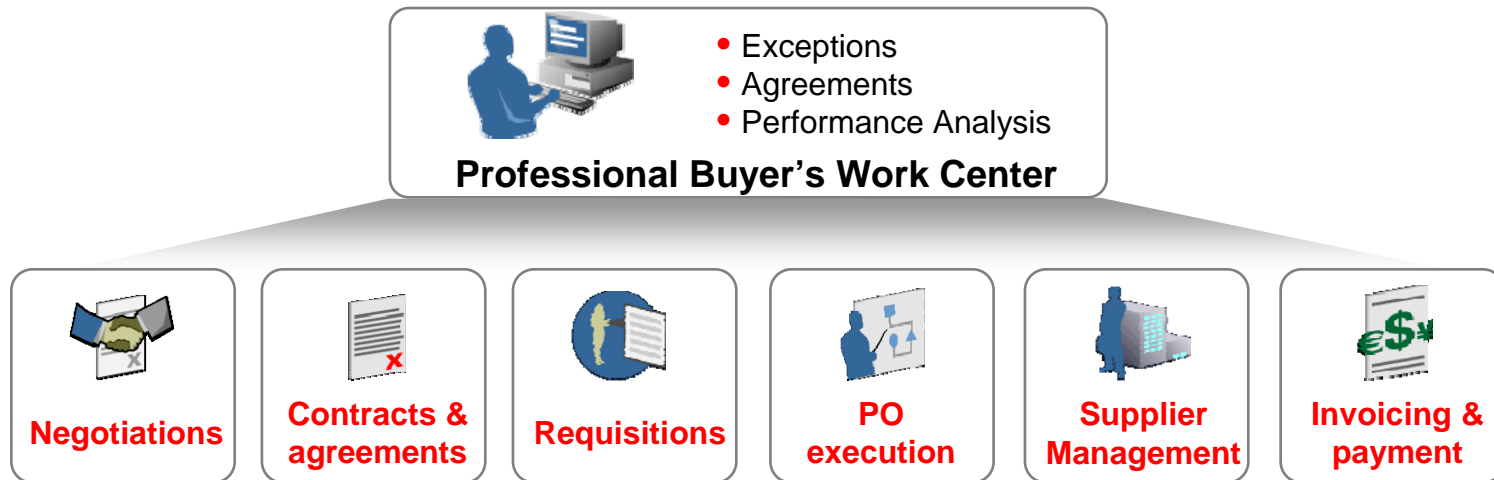 • Exceptions
• Agreements
• Performance Analysis
Professional Buyer’s Work Center
Negotiations
Contracts &
agreements
Requisitions
PO
execution
Supplier
Management
Invoicing &
payment
€$¥